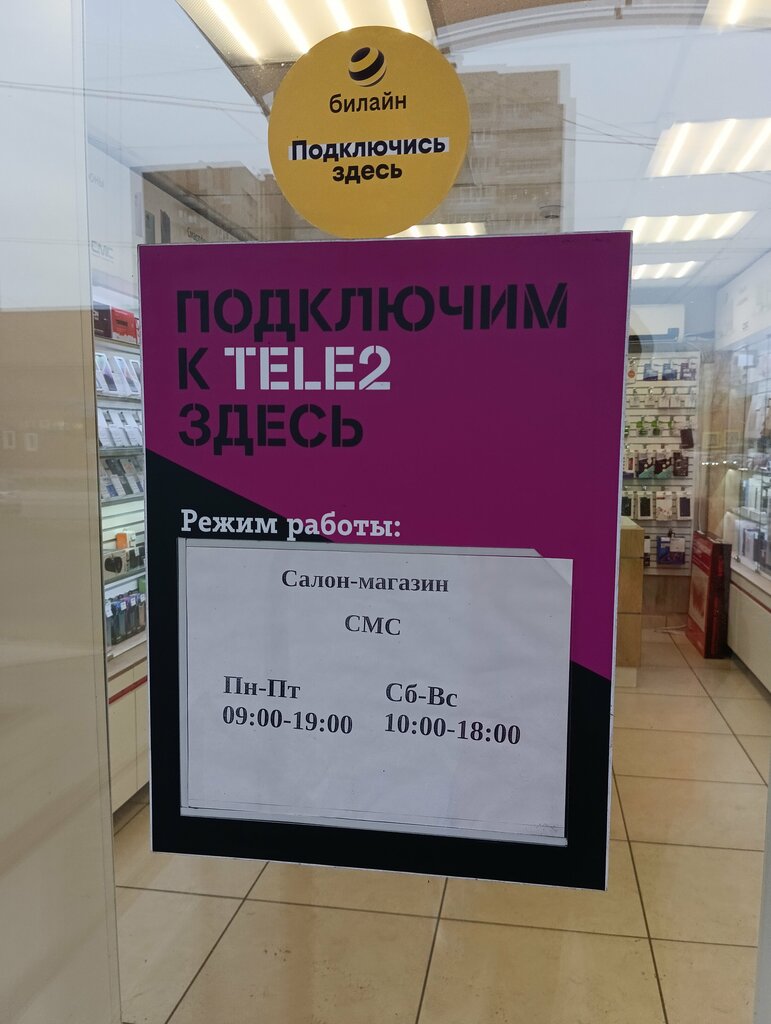 билайн
Подключись
здесь
ПОДКЛЮЧИМ
К TELE2
ЗДЕСЬ
Режим работы:
Салон-магазин
СМС
Пн-Пт
09:00-19:00
Сб-Вс
10:00-18:00
СМС